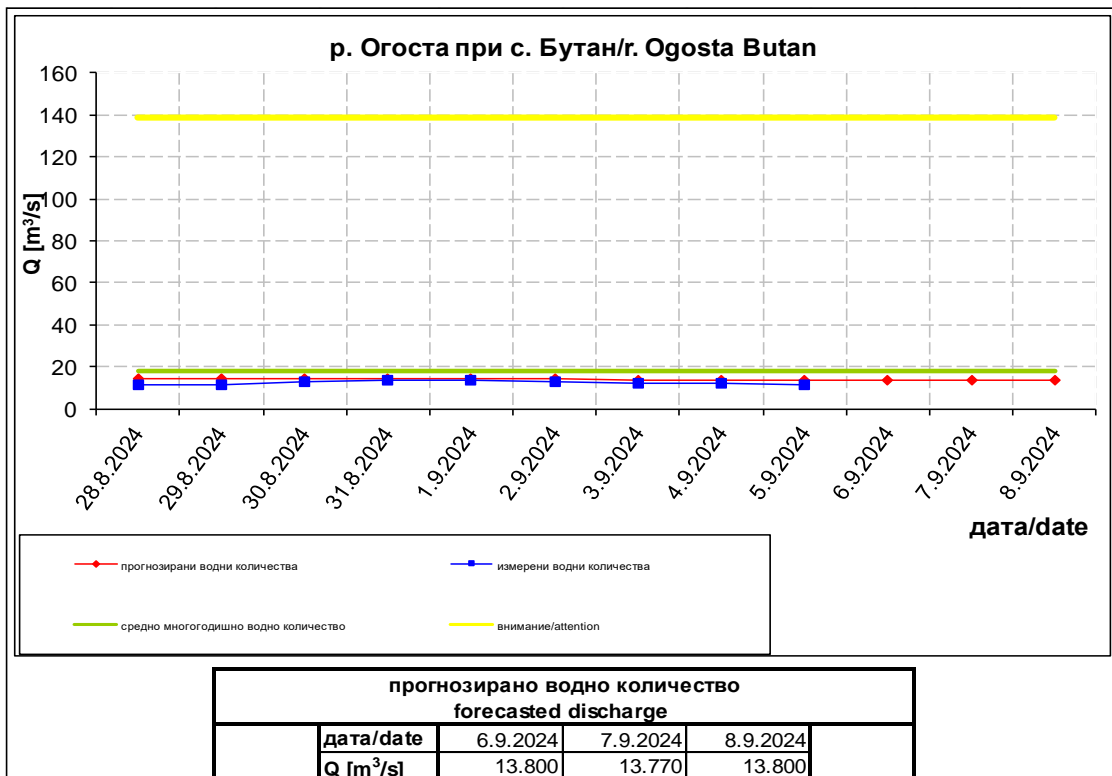 р. Огоста при с. Бутан/r. Ogosta Butan
160
140
120
100
80
60
40
20
0
Q [m³/s]
28.8.2024
29.8.2024
30.8.2024
31.8.2024
1.9.2024
2.9.2024
3.9.2024
4.9.2024
5.9.2024
6.9.2024
7.9.2024
8.9.2024
дата/date
прогнозирани водни количества
измерени водни количества
средно многогодишно водно количество
внимание/attention
прогнозирано водно количество
forecasted discharge
дата/date 6.9.2024 7.9.2024 8.9.2024
Q [m³/s] 13.800 13.770 13.800